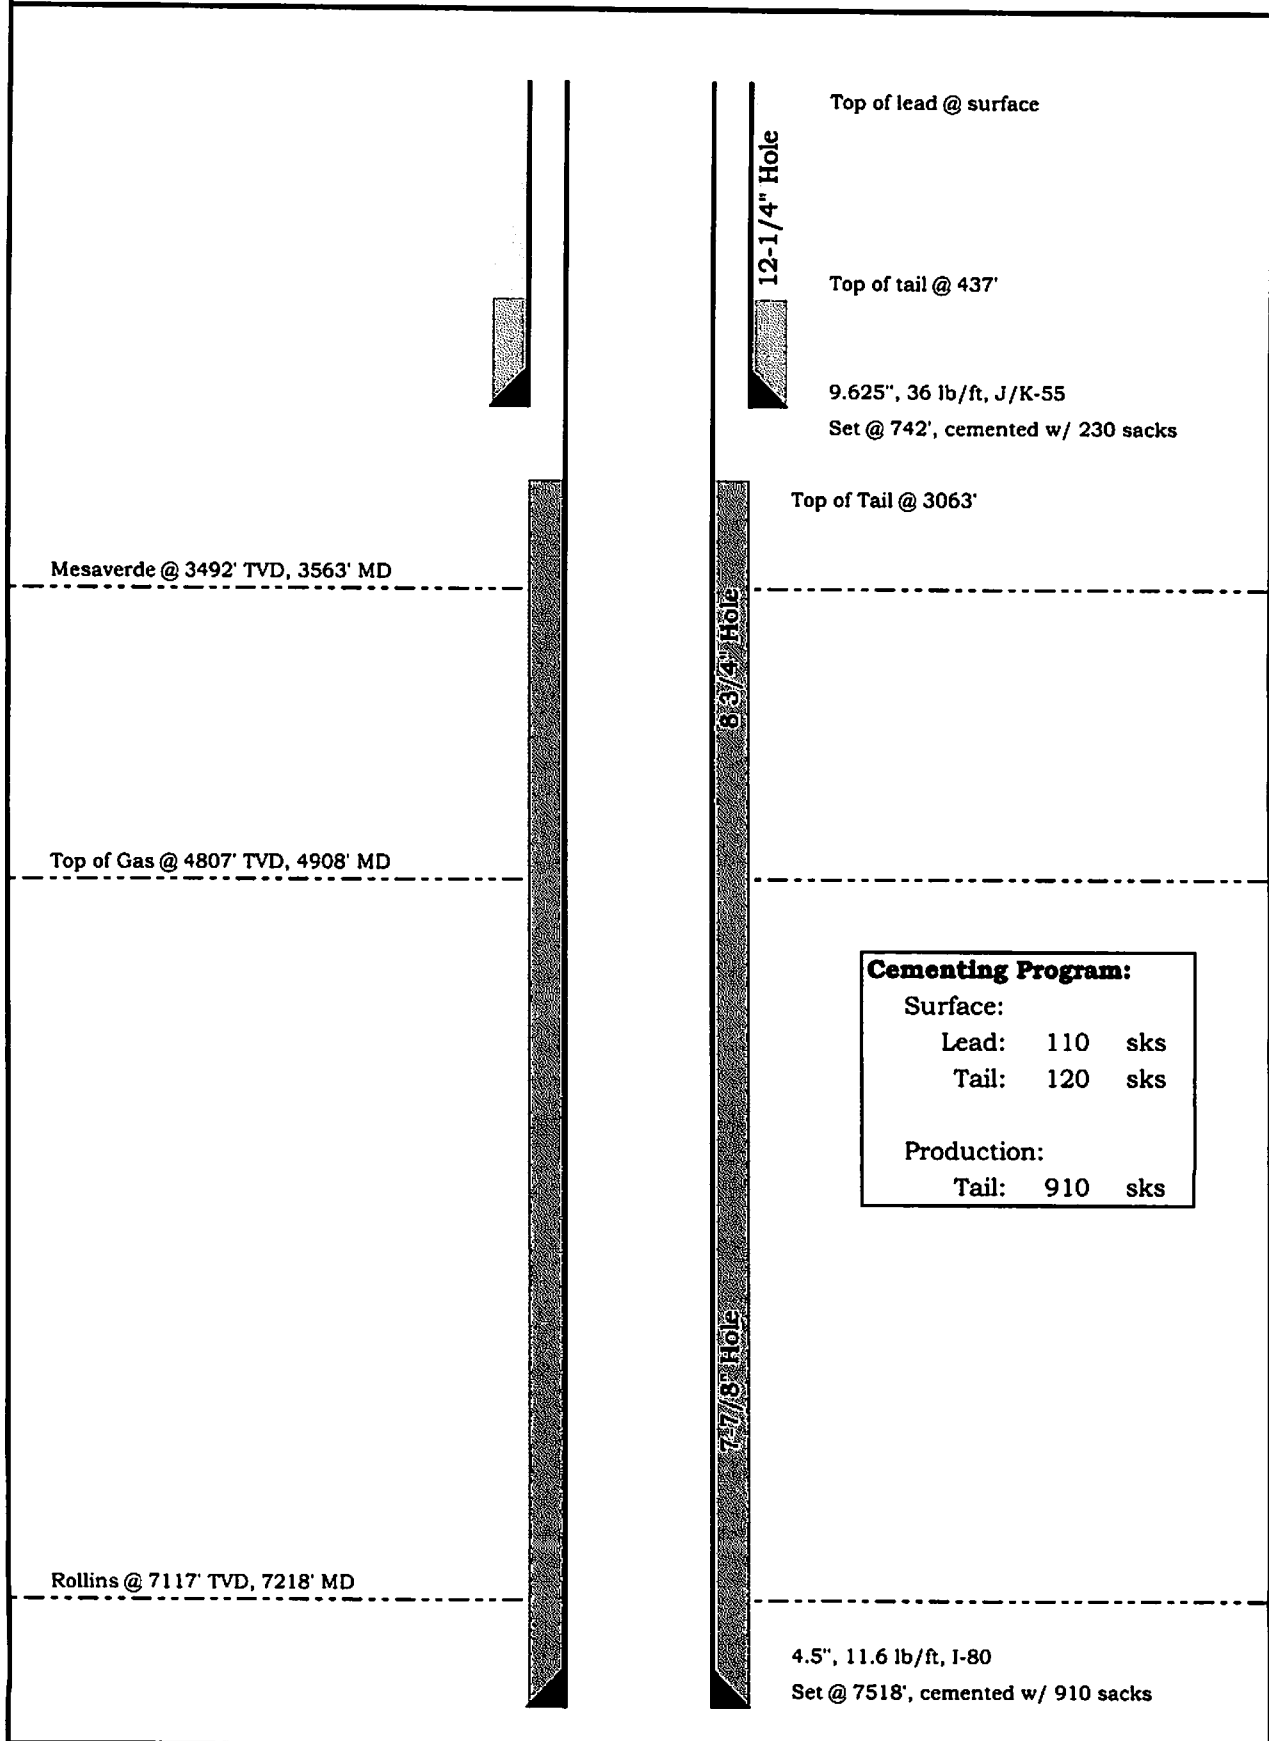 Top of lead @ surface
12-1/4" Hole
Top of tail @ 437'
9.625", 36 lb/ft, J/K-55
Set @ 742', cemented w/ 230 sacks
Top of Tail @ 3063'
Mesaverde @ 3492' TVD, 3563' MD
8 3/4" Hole
Top of Gas @ 4807' TVD, 4908' MD
Cementing Program:
Surface:
Lead: 110 sks
Tail: 120 sks
Production:
Tail: 910 sks
7-7/8" Hole
Rollins @ 7117' TVD, 7218' MD
4.5", 11.6 lb/ft, I-80
Set @ 7518', cemented w/ 910 sacks